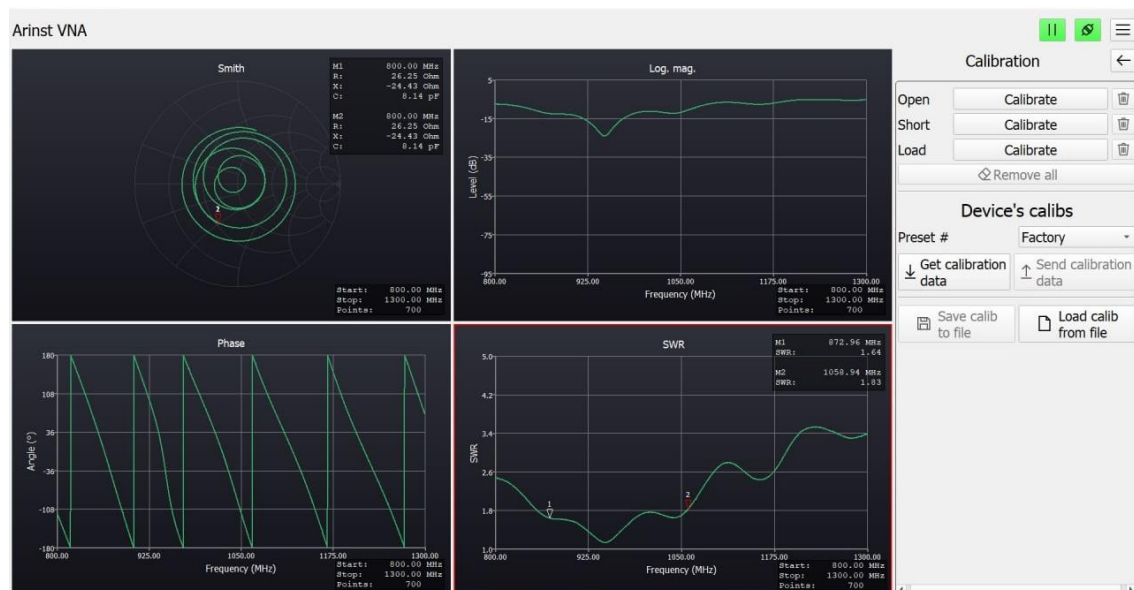 Arinst VNA
Smith
M1 800.00 MHz
R: 26.25 Ohm
X: -24.43 Ohm
C: 8.14 pF
M2 800.00 MHz
R: 26.25 Ohm
X: -24.43 Ohm
C: 8.14 pF
2
Start: 800.00 MHz
Stop: 1300.00 MHz
Points: 700
Log. mag.
5
-15
-35
-55
-75
-95
Level (dB)
800.00 925.00 1050.00 1175.00 1300.00
Frequency (MHz)
Start: 800.00 MHz
Stop: 1300.00 MHz
Points: 700
Phase
180
108
36
-36
-108
-180
Angle (°)
800.00 925.00 1050.00 1175.00 1300.00
Frequency (MHz)
Start: 800.00 MHz
Stop: 1300.00 MHz
Points: 700
SWR
M1 872.96 MHz
SWR: 1.64
M2 1058.94 MHz
SWR: 1.83
5.0
4.2
3.4
2.6
1.8
1.0
SWR
1
2
800.00 925.00 1050.00 1175.00 1300.00
Frequency (MHz)
Start: 800.00 MHz
Stop: 1300.00 MHz
Points: 700
Calibration
Open Calibrate
Short Calibrate
Load Calibrate
Remove all
Device's calibs
Preset # Factory
Get calibration data
Send calibration data
Save calib to file
Load calib from file